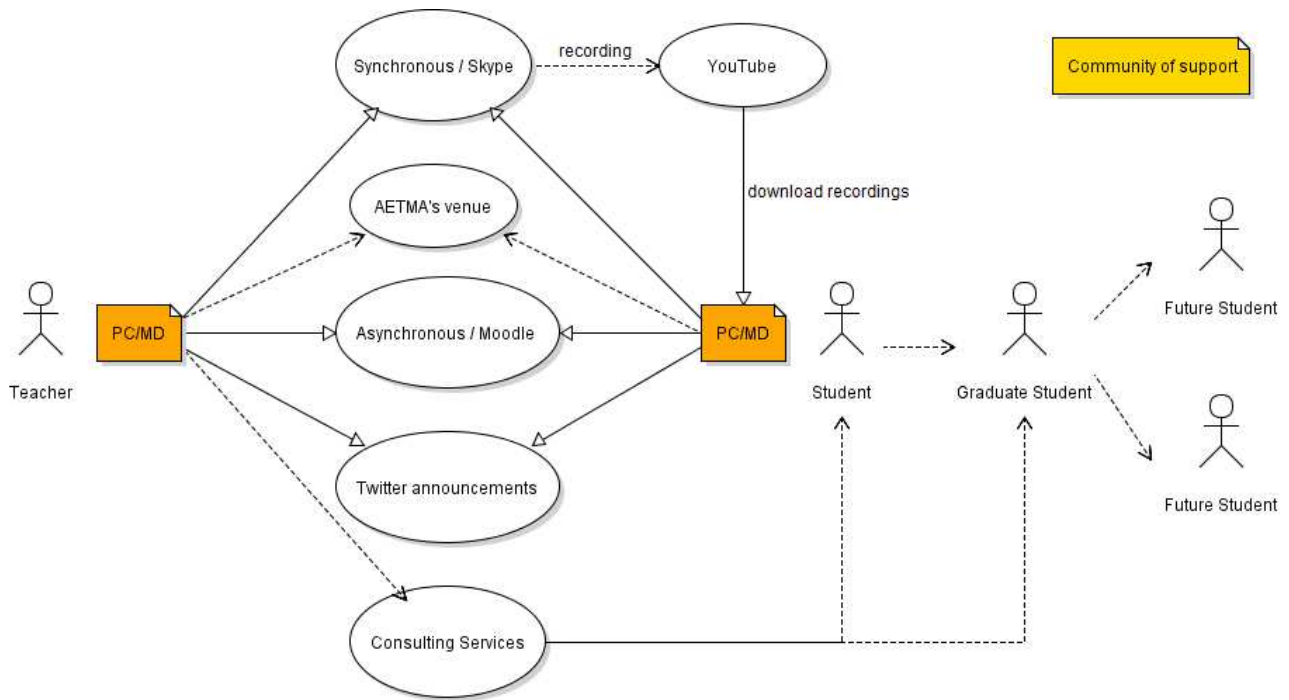 Synchronous / Skype
recording
YouTube
Community of support
AETMA's venue
download recordings
PC/MD
Asynchronous / Moodle
PC/MD
Teacher
Student
Graduate Student
Future Student
Twitter announcements
Future Student
Consulting Services